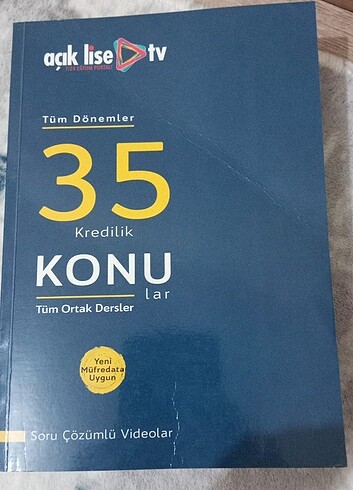 açık lise tv
Tüm Dönemler
35
Kredilik
KONU
lar
Tüm Ortak Dersler
Yeni
Müfredata
Uygun
Soru Çözümlü Videolar